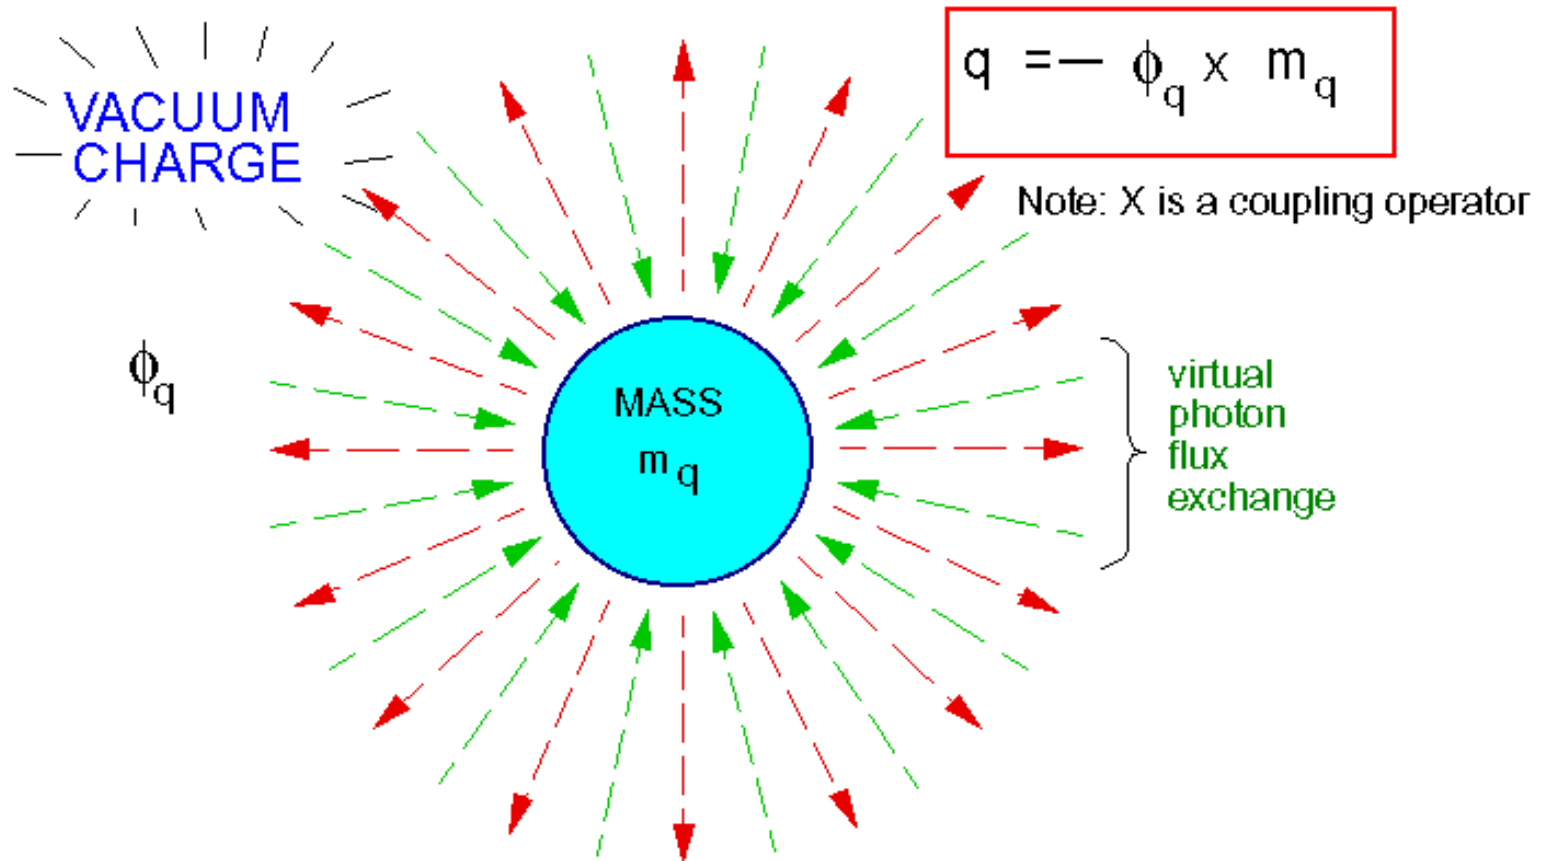 VACUUM
CHARGE
q = — ϕq x mq
Note: X is a coupling operator
ϕq
MASS
mq
virtual
photon
flux
exchange